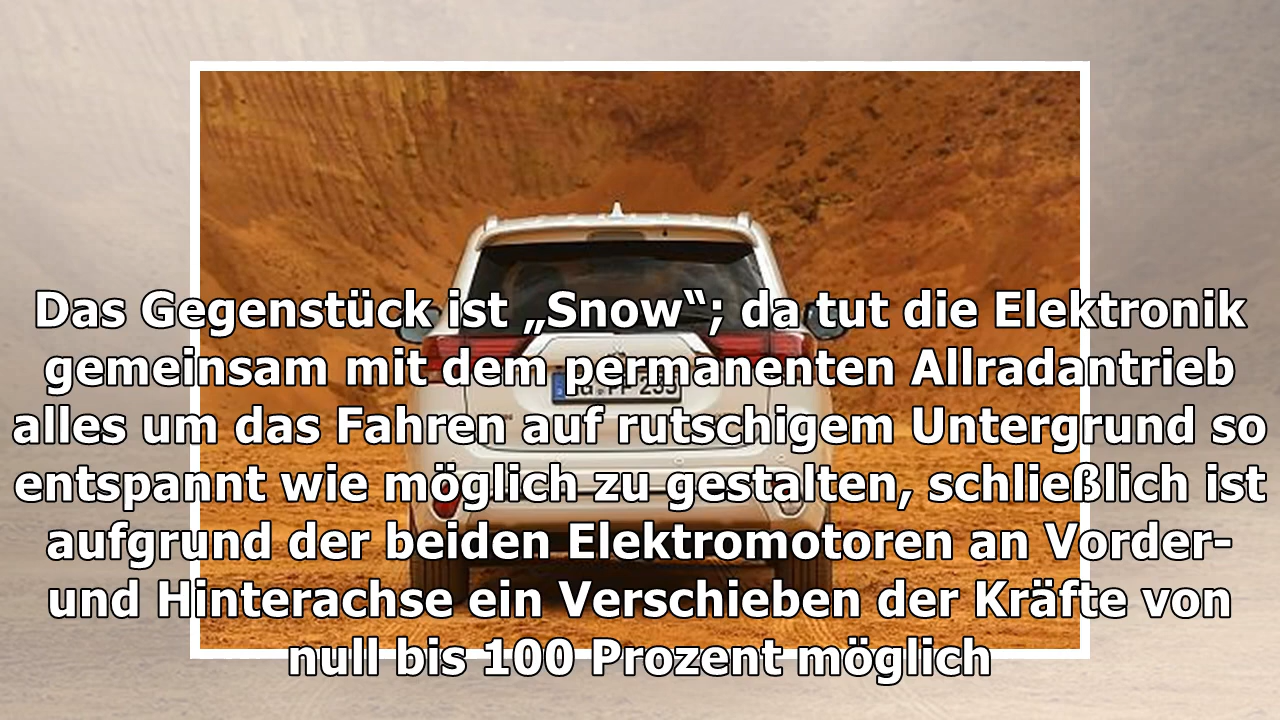 Das Gegenstück ist „Snow“; da tut die Elektronik
gemeinsam mit dem permanenten Allradantrieb
alles um das Fahren auf rutschigem Untergrund so
entspannt wie möglich zu gestalten, schließlich ist
aufgrund der beiden Elektromotoren an Vorder-
und Hinterachse ein Verschieben der Kräfte von
null bis 100 Prozent möglich